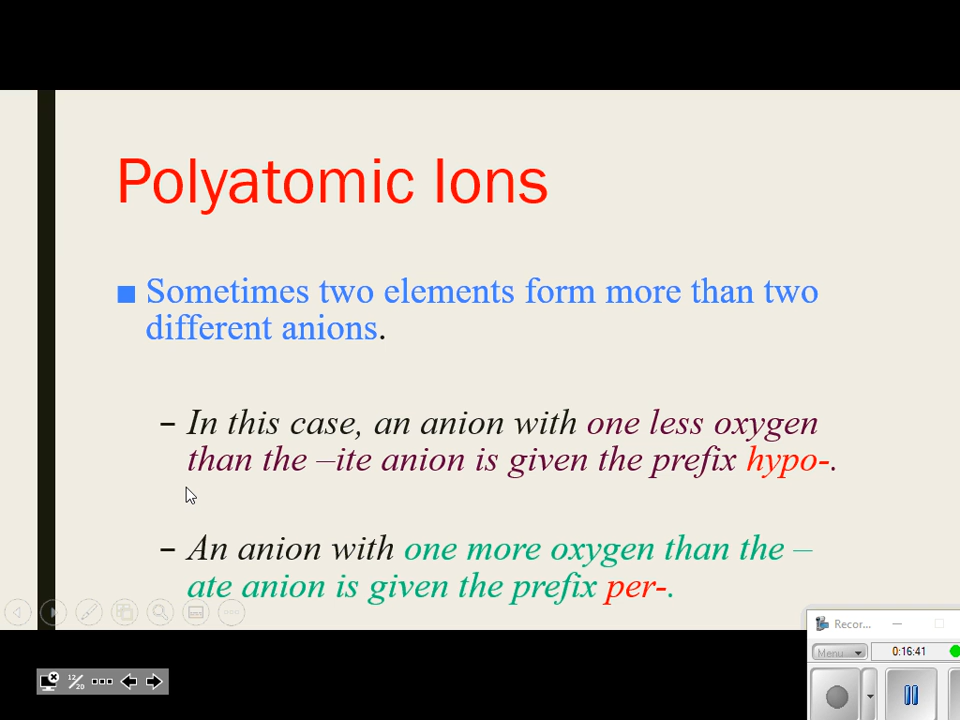 Polyatomic Ions
■ Sometimes two elements form more than two
different anions.
– In this case, an anion with one less oxygen
than the –ite anion is given the prefix hypo-.
– An anion with one more oxygen than the –
ate anion is given the prefix per-.
Recor...
Menu...
0:16:41
12/20